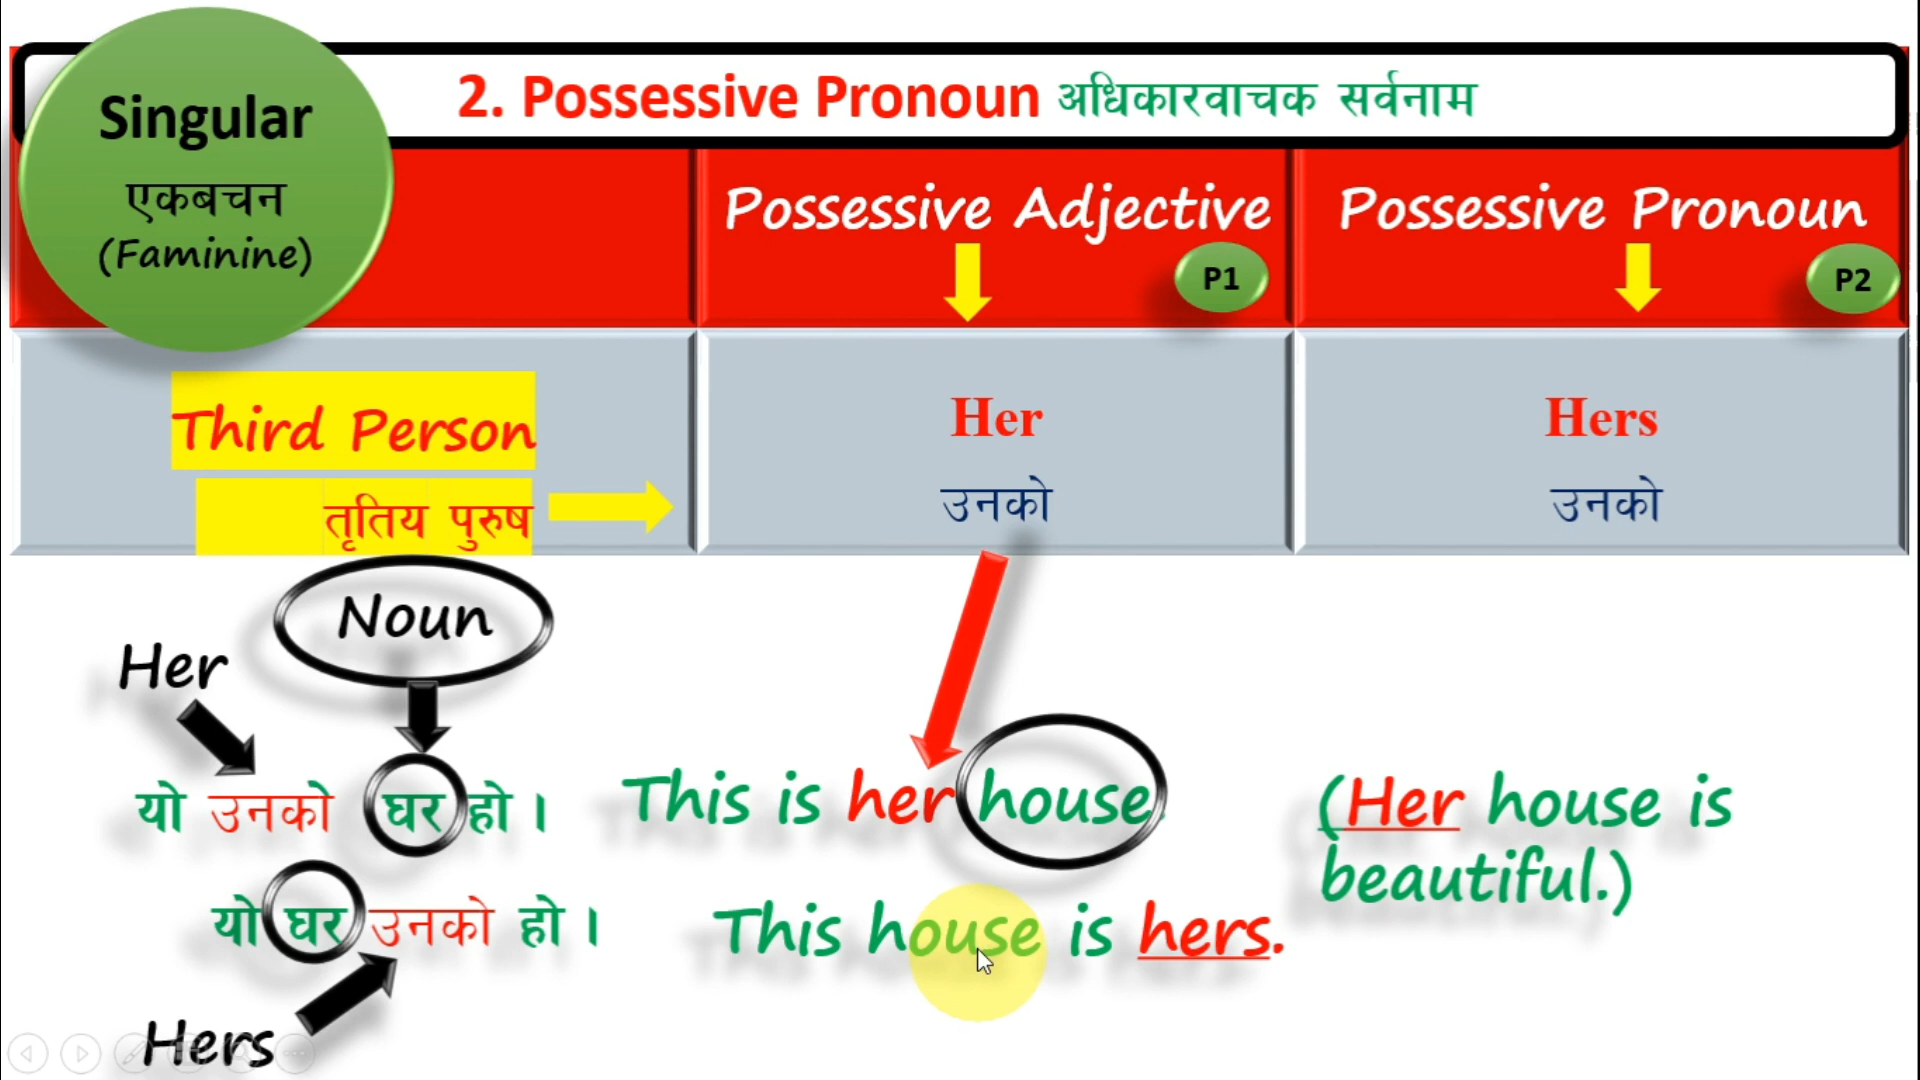 2. Possessive Pronoun अधिकारवाचक सर्वनाम
Singular
एकबचन
(Faminine)
Possessive Adjective
P1
Possessive Pronoun
P2
Third Person
तृतिय पुरुष
Her
उनको
Hers
उनको
Noun
Her
यो उनको घर हो ।
This is her house.
(Her house is
beautiful.)
यो घर उनको हो ।
This house is hers.
Hers